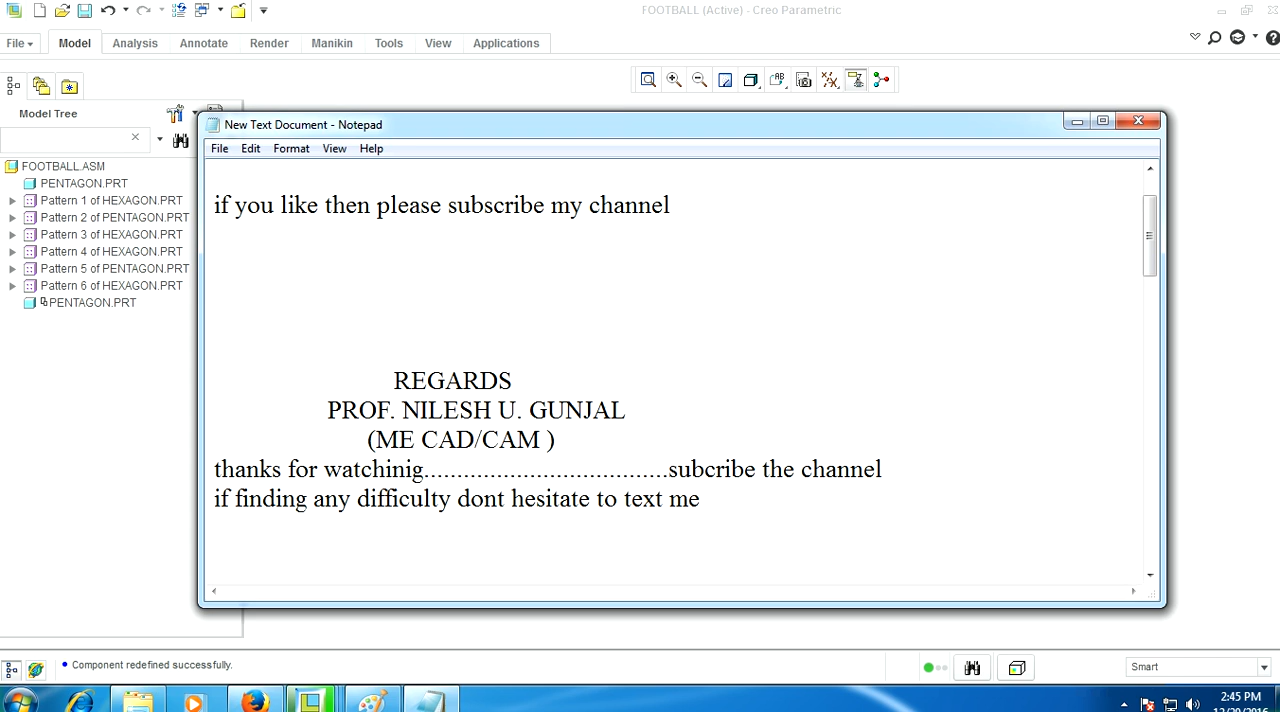 FOOTBALL (Active) - Creo Parametric
File Model Analysis Annotate Render Manikin Tools View Applications
Model Tree
FOOTBALL.ASM
PENTAGON.PRT
Pattern 1 of HEXAGON.PRT
Pattern 2 of PENTAGON.PRT
Pattern 3 of HEXAGON.PRT
Pattern 4 of HEXAGON.PRT
Pattern 5 of PENTAGON.PRT
Pattern 6 of HEXAGON.PRT
PENTAGON.PRT
New Text Document - Notepad
File Edit Format View Help
if you like then please subscribe my channel
REGARDS
PROF. NILESH U. GUNJAL
(ME CAD/CAM )
thanks for watchinig.....................................subcribe the channel
if finding any difficulty dont hesitate to text me
Component redefined successfully.
Smart
2:45 PM